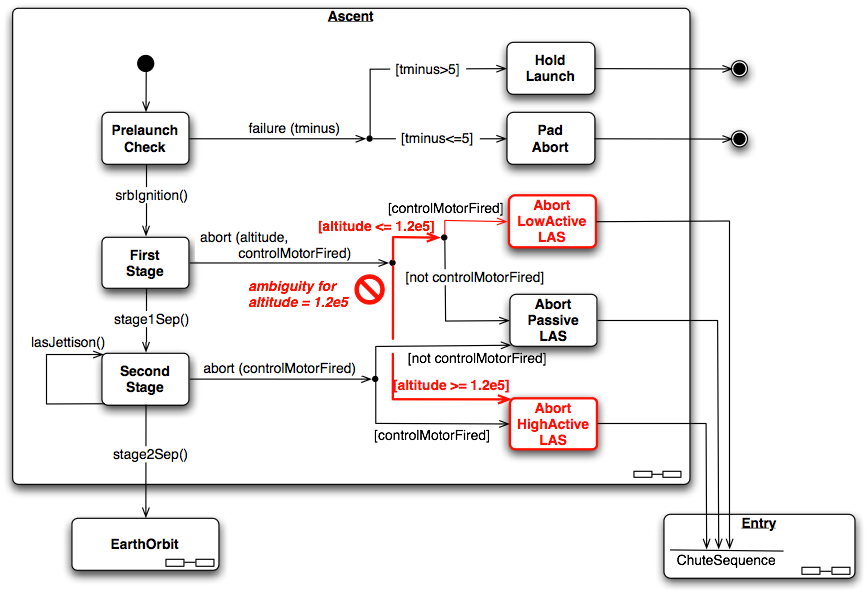 Ascent
Hold
Launch
[tminus>5]
Prelaunch
Check
failure (tminus)
[tminus<=5]
Pad
Abort
srbIgnition()
[controlMotorFired]
Abort
LowActive
LAS
[altitude <= 1.2e5]
abort (altitude,
controlMotorFired)
First
Stage
[not controlMotorFired]
ambiguity for
altitude = 1.2e5
Abort
Passive
LAS
stage1Sep()
lasJettison()
[not controlMotorFired]
Second
Stage
abort (controlMotorFired)
[altitude >= 1.2e5]
Abort
HighActive
LAS
[controlMotorFired]
stage2Sep()
EarthOrbit
Entry
ChuteSequence